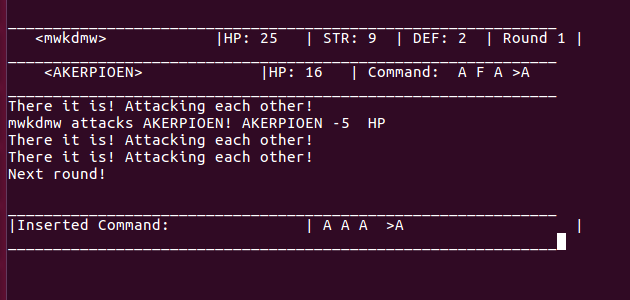 <mwkdmw> |HP: 25 | STR: 9 | DEF: 2 | Round 1 |
<AKERPIOEN> |HP: 16 | Command: A F A >A
There it is! Attacking each other!
mwkdmw attacks AKERPIOEN! AKERPIOEN -5 HP
There it is! Attacking each other!
There it is! Attacking each other!
Next round!
|Inserted Command: | A A A >A |